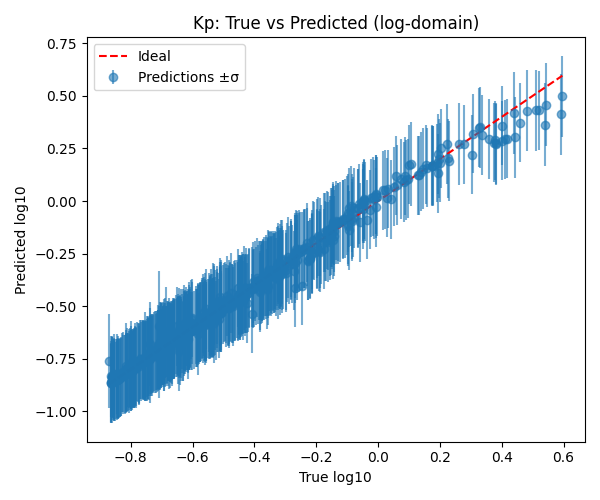 Kp: True vs Predicted (log-domain)
Ideal
Predictions ±σ
Predicted log10
0.75
0.50
0.25
0.00
−0.25
−0.50
−0.75
−1.00
−0.8 −0.6 −0.4 −0.2 0.0 0.2 0.4 0.6
True log10